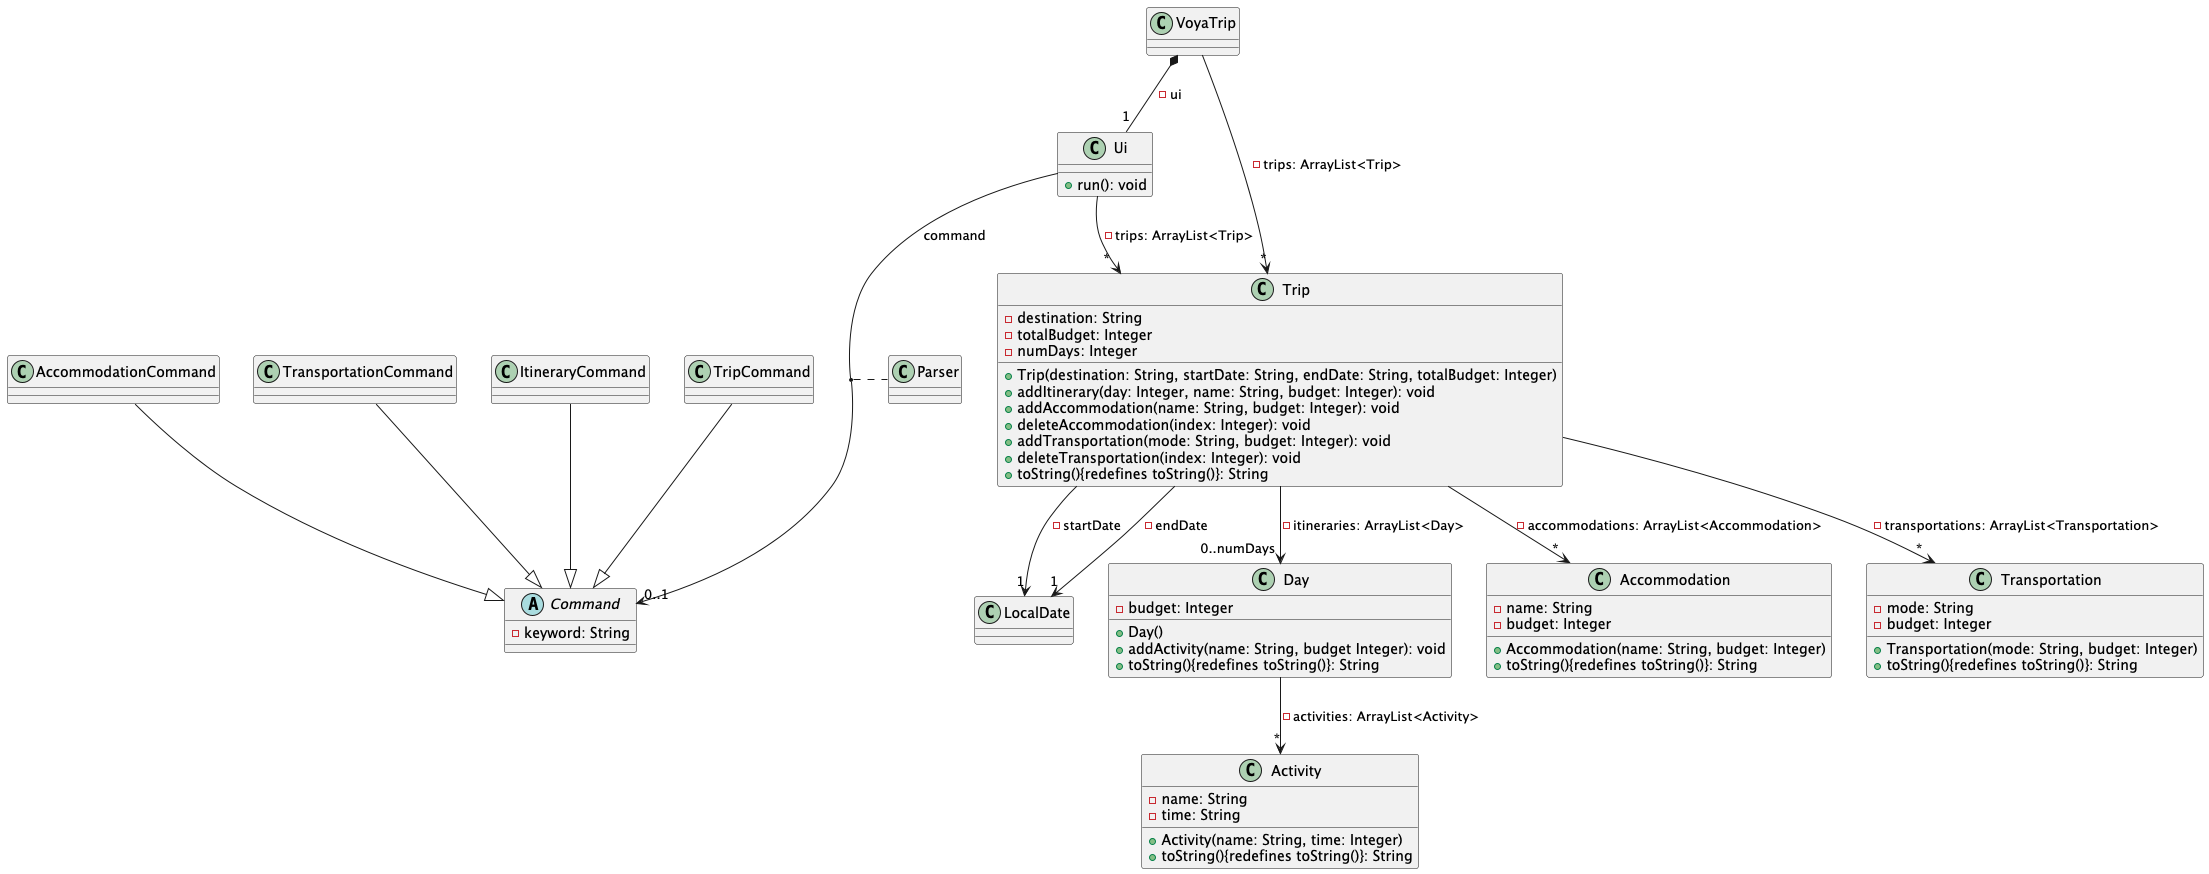 C VoyaTrip
ui
1
C Ui
+ run(): void
trips: ArrayList<Trip>
*
command
trips: ArrayList<Trip>
*
C Trip
destination: String
totalBudget: Integer
numDays: Integer
Trip(destination: String, startDate: String, endDate: String, totalBudget: Integer)
addItinerary(day: Integer, name: String, budget: Integer): void
addAccommodation(name: String, budget: Integer): void
deleteAccommodation(index: Integer): void
addTransportation(mode: String, budget: Integer): void
deleteTransportation(index: Integer): void
toString(){redefines toString()}: String
C AccommodationCommand
C TransportationCommand
C ItineraryCommand
C TripCommand
C Parser
startDate
1
endDate
1
itineraries: ArrayList<Day>
0..numDays
accommodations: ArrayList<Accommodation>
*
transportations: ArrayList<Transportation>
*
A Command
keyword: String
0..1
C LocalDate
C Day
budget: Integer
Day()
addActivity(name: String, budget Integer): void
toString(){redefines toString()}: String
C Accommodation
name: String
budget: Integer
Accommodation(name: String, budget: Integer)
toString(){redefines toString()}: String
C Transportation
mode: String
budget: Integer
Transportation(mode: String, budget: Integer)
toString(){redefines toString()}: String
activities: ArrayList<Activity>
*
C Activity
name: String
time: String
Activity(name: String, time: Integer)
toString(){redefines toString()}: String